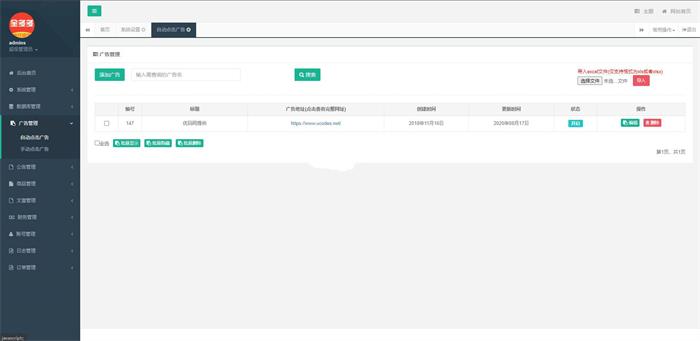 全多多
admins
超级管理员
后台首页
系统管理
数据库管理
广告管理
自动点击广告
手动点击广告
公告管理
商品管理
文章管理
财务管理
账号管理
日志管理
订单管理
javascript:;
主题 网站首页
首页 系统设置 自动点击广告 常用操作 退出
广告管理
添加广告 输入需查询的广告名 搜索
导入excel文件(仅支持格式为xls或者xlsx)
选择文件 未选...文件 导入
编号 标题 广告地址(点击查看完整网址) 创建时间 更新时间 状态 操作
147 优码网推广 https://www.ucodes.net/ 2018年11月16日 2020年08月17日 开启 编辑 删除
全选 批量显示 批量隐藏 批量删除
第1页, 共1页